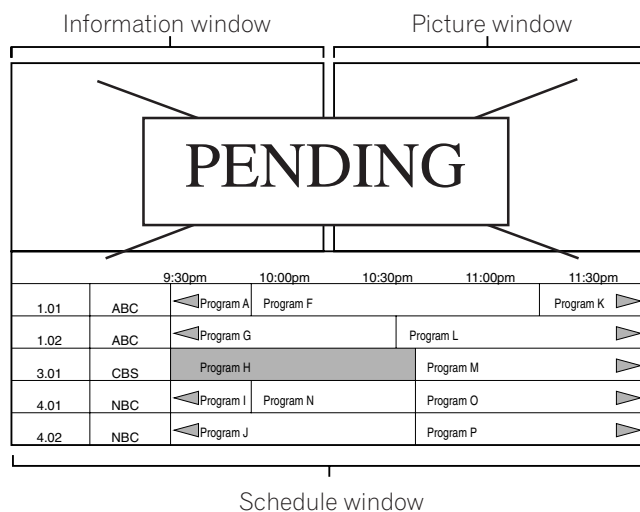 Information window Picture window
PENDING
9:30pm 10:00pm 10:30pm 11:00pm 11:30pm
1.01 ABC Program A Program F Program K
1.02 ABC Program G Program L
3.01 CBS Program H Program M
4.01 NBC Program I Program N Program O
4.02 NBC Program J Program P
Schedule window